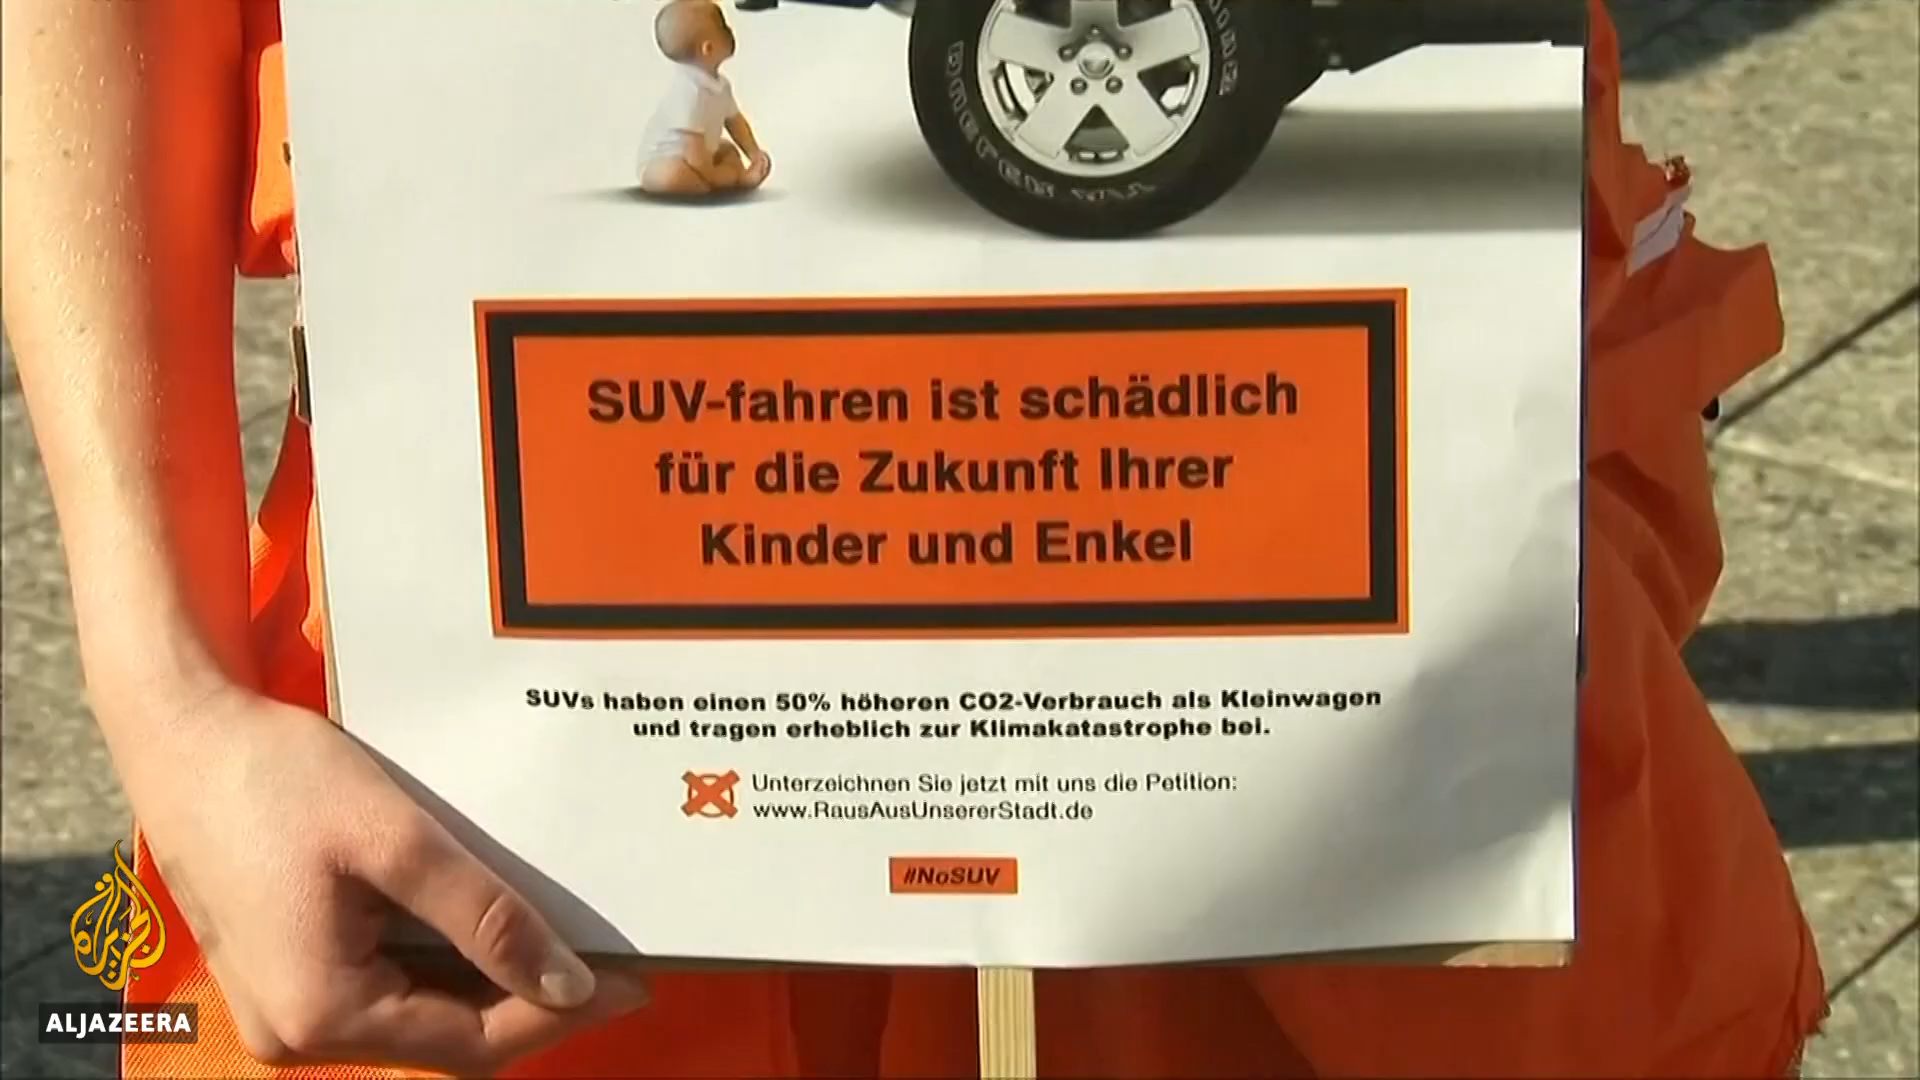 SUV-fahren ist schädlich
für die Zukunft Ihrer
Kinder und Enkel
SUVs haben einen 50% höheren CO2-Verbrauch als Kleinwagen
und tragen erheblich zur Klimakatastrophe bei.
Unterzeichnen Sie jetzt mit uns die Petition:
www.RausAusUnsererStadt.de
#NoSUV
الجزيرة
ALJAZEERA